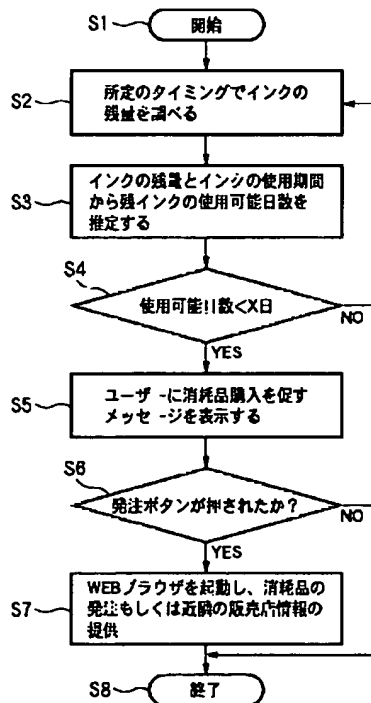 S1 開始
S2 所定のタイミングでインクの
残量を調べる
S3 インクの残量とインクの使用期間
から残インクの使用可能日数を
推定する
S4
使用可能日数<X日
NO
YES
S5 ユーザーに消耗品購入を促す
メッセージを表示する
S6
発注ボタンが押されたか?
NO
YES
S7 WEBブラウザを起動し、消耗品の
発注もしくは近隣の販売店情報の
提供
S8 終了